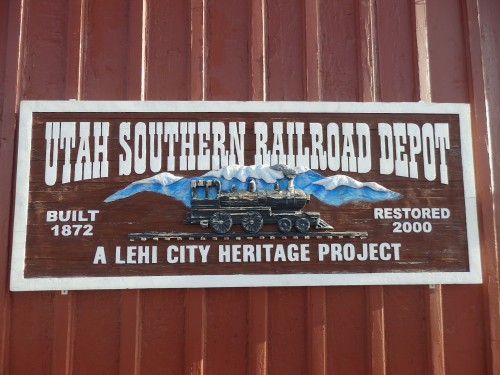 UTAH SOUTHERN RAILROAD DEPOT
BUILT
1872
RESTORED
2000
A LEHI CITY HERITAGE PROJECT